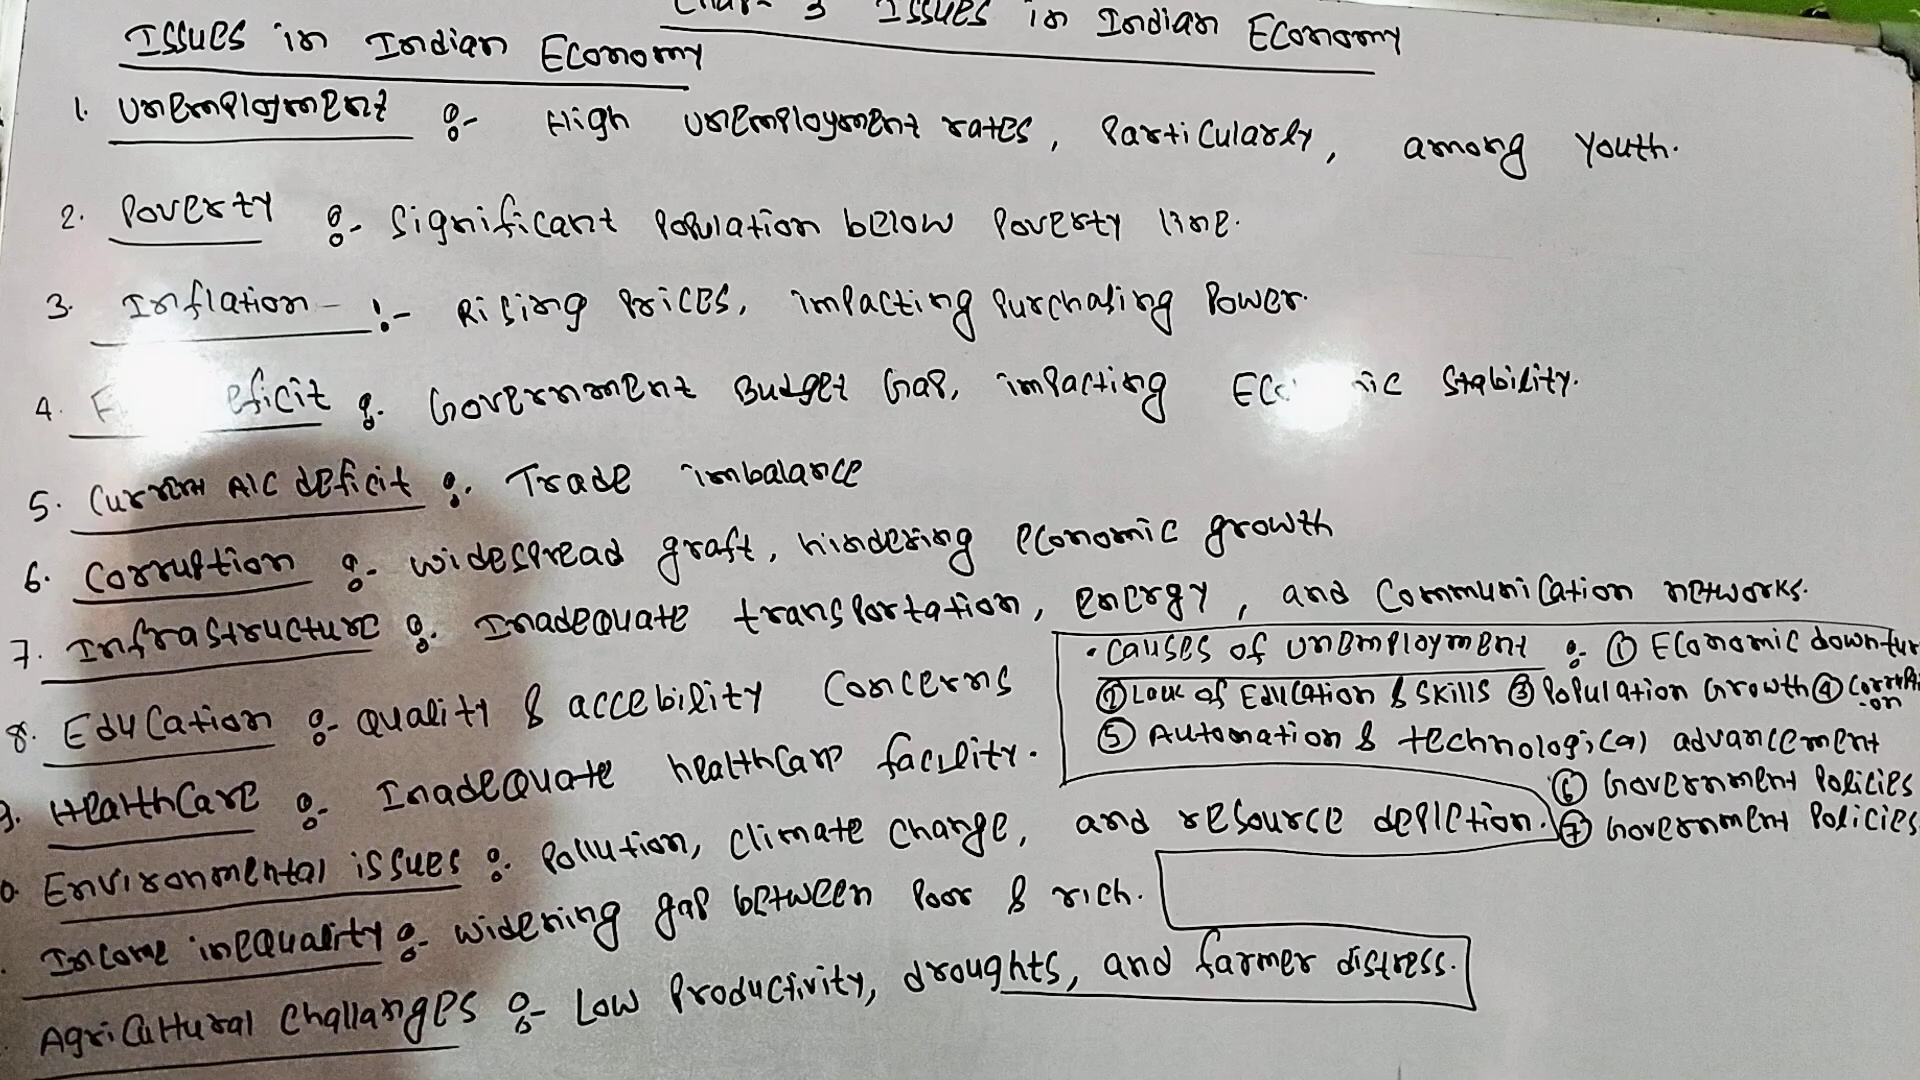 3 Issues in Indian Economy
Issues in Indian Economy
1. Unemployment :- High unemployment rates, Particularly, among Youth.
2. Poverty :- Significant Population below Poverty line.
3. Inflation - :- Rising Prices, impacting Purchasing Power.
4. eficit :- Government Budget Gap, impacting Stability.
5. Current A/C deficit :- Trade imbalance
6. Corruption :- widespread graft, hindering economic growth
7. Infrastructure :- Inadequate transportation, energy, and Communication networks.
8. Education :- quality & accebility Concerns
9. HealthCare :- Inadequate healthcare facility.
Environmental issues :- Pollution, climate change, and resource depletion.
Income inequality :- widening gap between Poor & rich.
Agricultural Challanges :- Low Productivity, droughts, and farmer distress.
• Causes of unemployment :- ① Economic downtur
② Lack of Education & Skills ③ Population Growth ④ Corrupti
-on
⑤ Automation & technological advancement
⑥ Government Policies
⑦ Government Policies